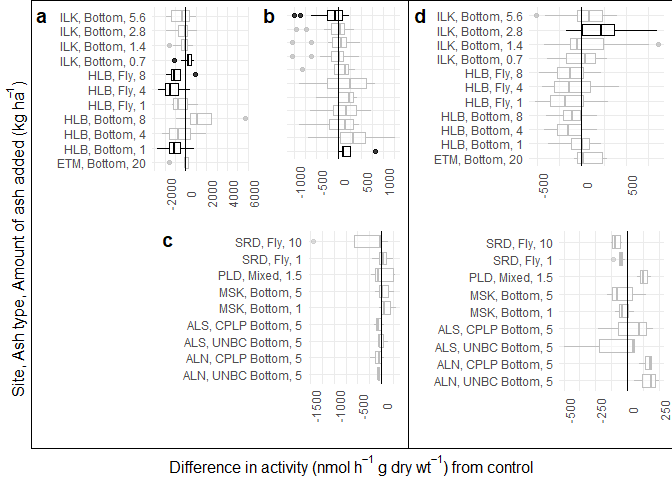 a
b
d
ILK, Bottom, 5.6
ILK, Bottom, 2.8
ILK, Bottom, 1.4
ILK, Bottom, 0.7
HLB, Fly, 8
HLB, Fly, 4
HLB, Fly, 1
HLB, Bottom, 8
HLB, Bottom, 4
HLB, Bottom, 1
ETM, Bottom, 20
-2000
0
2000
4000
6000
-1000
-500
0
500
1000
ILK, Bottom, 5.6
ILK, Bottom, 2.8
ILK, Bottom, 1.4
ILK, Bottom, 0.7
HLB, Fly, 8
HLB, Fly, 4
HLB, Fly, 1
HLB, Bottom, 8
HLB, Bottom, 4
HLB, Bottom, 1
ETM, Bottom, 20
-500
0
500
c
SRD, Fly, 10
SRD, Fly, 1
MSK, Bottom, 5
MSK, Bottom, 1
ALS, CPLP Bottom, 5
ALS, UNBC Bottom, 5
ALN, CPLP Bottom, 5
ALN, UNBC Bottom, 5
-1500
-1000
-500
0
SRD, Fly, 10
SRD, Fly, 1
PLD, Mixed, 1.5
MSK, Bottom, 5
MSK, Bottom, 1
ALS, CPLP Bottom, 5
ALS, UNBC Bottom, 5
ALN, CPLP Bottom, 5
ALN, UNBC Bottom, 5
-500
-250
0
250
PLD, Mixed, 1.5
Site, Ash type, Amount of ash added (kg ha⁻¹)
Difference in activity (nmol h⁻¹ g dry wt⁻¹) from control